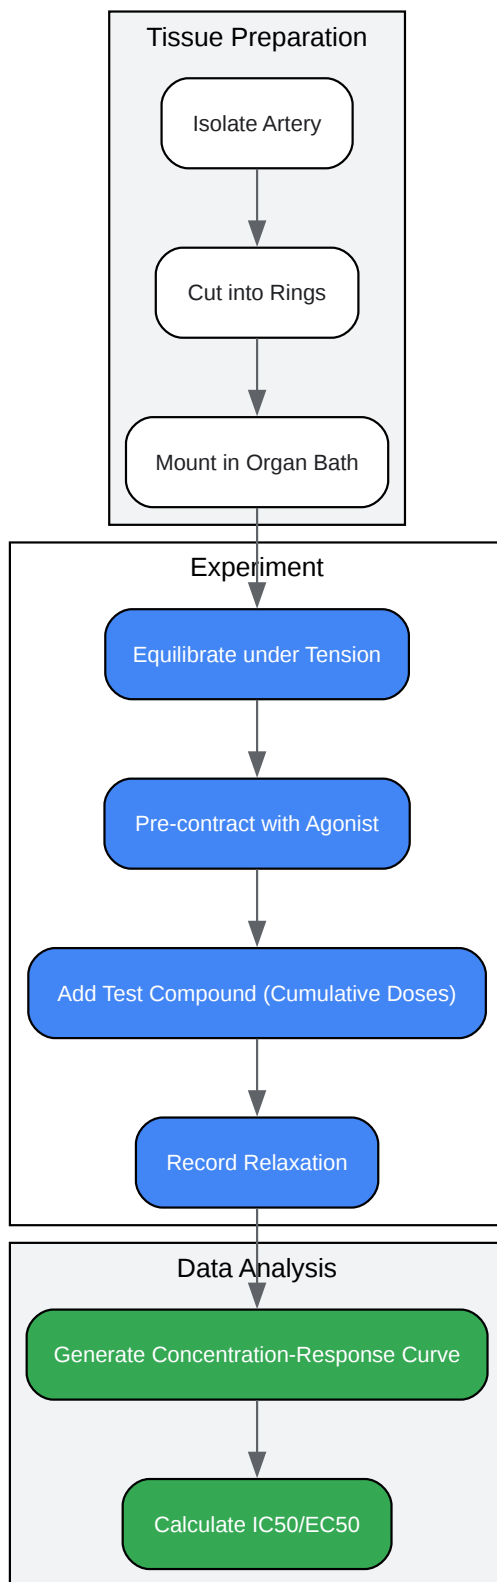 Tissue Preparation
Isolate Artery
Cut into Rings
Mount in Organ Bath
Experiment
Equilibrate under Tension
Pre-contract with Agonist
Add Test Compound (Cumulative Doses)
Record Relaxation
Data Analysis
Generate Concentration-Response Curve
Calculate IC50/EC50